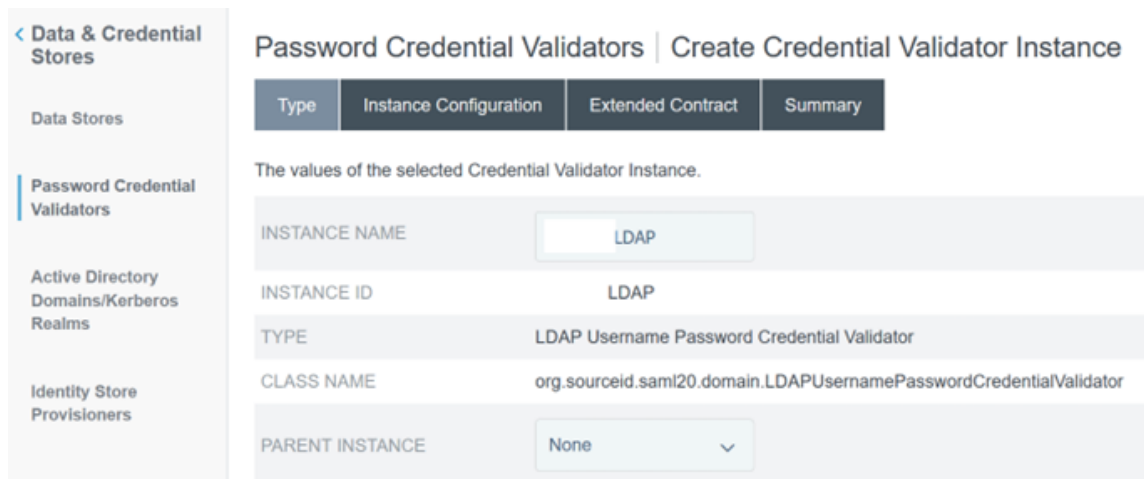 Data & Credential
Stores
Data Stores
Password Credential
Validators
Active Directory
Domains/Kerberos
Realms
Identity Store
Provisioners
Password Credential Validators | Create Credential Validator Instance
Type Instance Configuration Extended Contract Summary
The values of the selected Credential Validator Instance.
INSTANCE NAME LDAP
INSTANCE ID LDAP
TYPE LDAP Username Password Credential Validator
CLASS NAME org.sourceid.saml20.domain.LDAPUsernamePasswordCredentialValidator
PARENT INSTANCE None